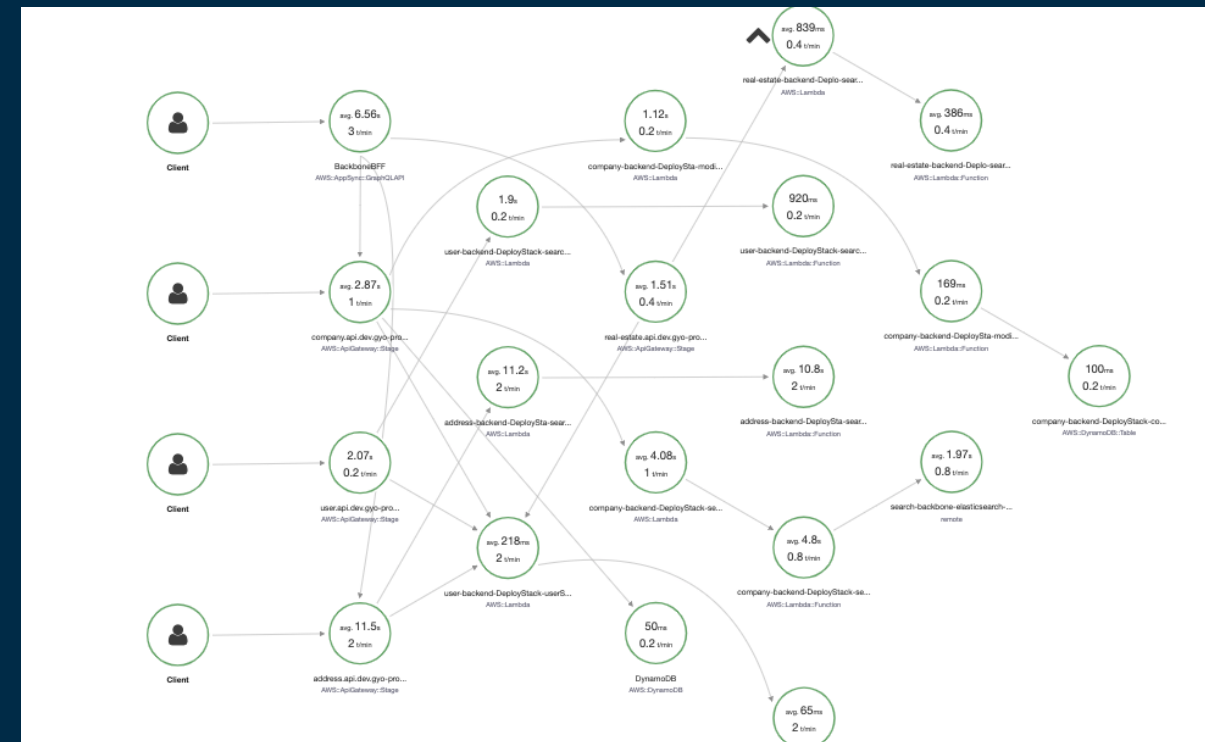 avg. 839ms
0.4 t/min
real-estate-backend-Deplo-sear...
AWS::Lambda
avg. 6.56s
3 t/min
BackboneBFF
AWS::AppSync::GraphQLAPI
Client
1.12s
0.2 t/min
company-backend-DeploySta-modi...
AWS::Lambda
avg. 386ms
0.4 t/min
real-estate-backend-Deplo-sear...
AWS::Lambda::Function
1.9s
0.2 t/min
user-backend-DeployStack-searc...
AWS::Lambda
920ms
0.2 t/min
user-backend-DeployStack-searc...
AWS::Lambda::Function
Client
avg. 2.87s
1 t/min
company.api.dev.gyo-pro...
AWS::ApiGateway::Stage
avg. 1.51s
0.4 t/min
real-estate.api.dev.gyo-pro...
AWS::ApiGateway::Stage
169ms
0.2 t/min
company-backend-DeploySta-modi...
AWS::Lambda::Function
avg. 11.2s
2 t/min
address-backend-DeploySta-sear...
AWS::Lambda
avg. 10.8s
2 t/min
address-backend-DeploySta-sear...
AWS::Lambda::Function
100ms
0.2 t/min
company-backend-DeployStack-co...
AWS::DynamoDB::Table
Client
2.07s
0.2 t/min
user.api.dev.gyo-pro...
AWS::ApiGateway::Stage
avg. 4.08s
1 t/min
company-backend-DeployStack-se...
AWS::Lambda
avg. 1.97s
0.8 t/min
search-backbone-elasticsearch-...
remote
avg. 218ms
2 t/min
user-backend-DeployStack-userS...
AWS::Lambda
avg. 4.8s
0.8 t/min
company-backend-DeployStack-se...
AWS::Lambda::Function
Client
avg. 11.5s
2 t/min
address.api.dev.gyo-pro...
AWS::ApiGateway::Stage
50ms
0.2 t/min
DynamoDB
AWS::DynamoDB
avg. 65ms
2 t/min